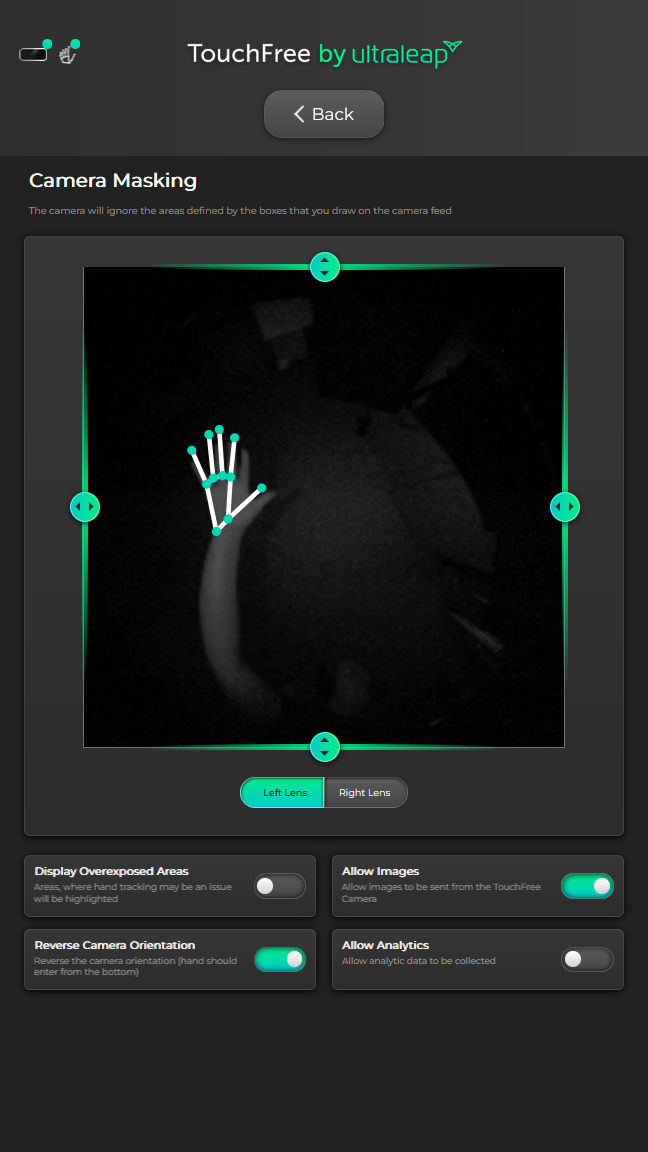 TouchFree by ultraleap
Back
Camera Masking
The camera will ignore the areas defined by the boxes that you draw on the camera feed
Left Lens
Right Lens
Display Overexposed Areas
Areas, where hand tracking may be an issue
will be highlighted
Allow Images
Allow images to be sent from the TouchFree
Camera
Reverse Camera Orientation
Reverse the camera orientation (hand should
enter from the bottom)
Allow Analytics
Allow analytic data to be collected